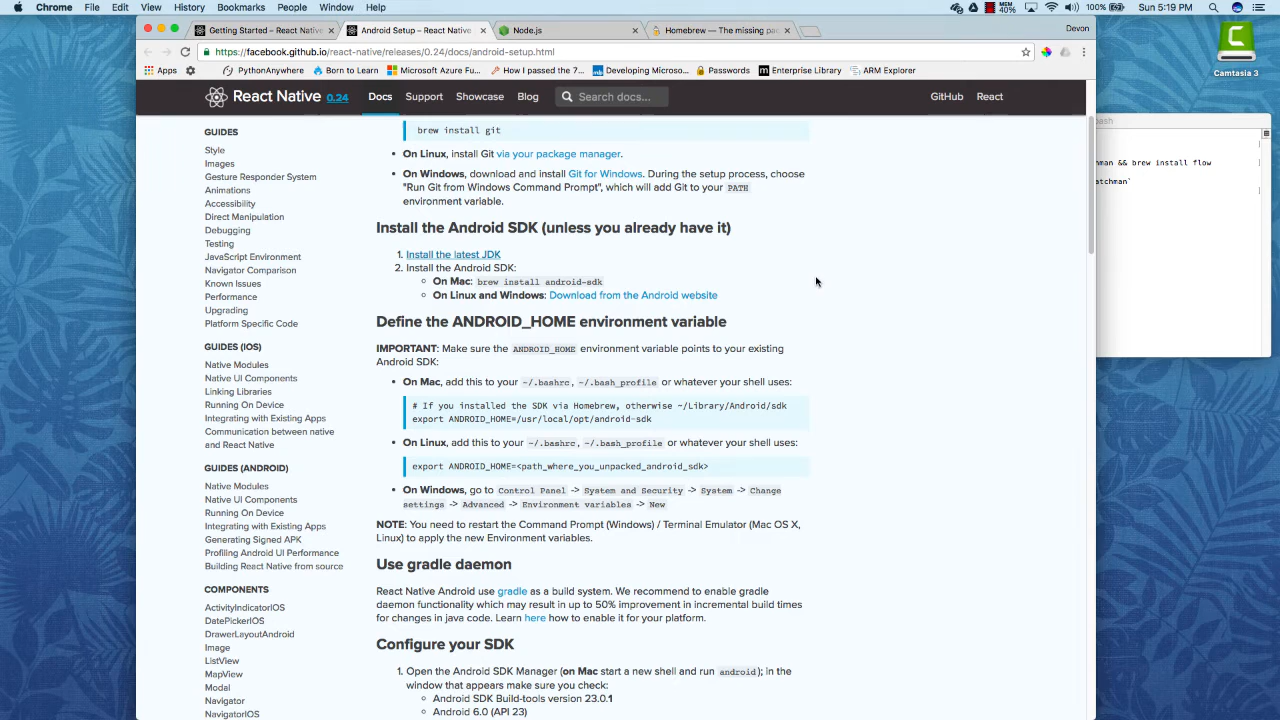 Chrome File Edit View History Bookmarks People Window Help
MEM 40% 100% Sun 5:19 PM
Getting Started – React Native
Android Setup – React Native
Node.js
Homebrew — The missing pac
Devon
https://facebook.github.io/react-native/releases/0.24/docs/android-setup.html
Apps PythonAnywhere Born to Learn Microsoft Azure Fu... How I passed the 7... Developing Microso... Passwords Enterprise Library ARM Explorer
React Native 0.24 Docs Support Showcase Blog Search docs... GitHub React
GUIDES
Style
Images
Gesture Responder System
Animations
Accessibility
Direct Manipulation
Debugging
Testing
JavaScript Environment
Navigator Comparison
Known Issues
Performance
Upgrading
Platform Specific Code
GUIDES (IOS)
Native Modules
Native UI Components
Linking Libraries
Running On Device
Integrating with Existing Apps
Communication between native
and React Native
GUIDES (ANDROID)
Native Modules
Native UI Components
Running On Device
Integrating with Existing Apps
Generating Signed APK
Profiling Android UI Performance
Building React Native from source
COMPONENTS
ActivityIndicatorIOS
DatePickerIOS
DrawerLayoutAndroid
Image
ListView
MapView
Modal
Navigator
NavigatorIOS
brew install git
• On Linux, install Git via your package manager.
• On Windows, download and install Git for Windows. During the setup process, choose
"Run Git from Windows Command Prompt", which will add Git to your PATH
environment variable.
Install the Android SDK (unless you already have it)
1. Install the latest JDK
2. Install the Android SDK:
On Mac: brew install android-sdk
On Linux and Windows: Download from the Android website
Define the ANDROID_HOME environment variable
IMPORTANT: Make sure the ANDROID_HOME environment variable points to your existing
Android SDK:
• On Mac, add this to your ~/.bashrc, ~/.bash_profile or whatever your shell uses:
# If you installed the SDK via Homebrew, otherwise ~/Library/Android/sdk
export ANDROID_HOME=/usr/local/opt/android-sdk
• On Linux, add this to your ~/.bashrc, ~/.bash_profile or whatever your shell uses:
export ANDROID_HOME=<path_where_you_unpacked_android_sdk>
• On Windows, go to Control Panel -> System and Security -> System -> Change
settings -> Advanced -> Environment variables -> New
NOTE: You need to restart the Command Prompt (Windows) / Terminal Emulator (Mac OS X,
Linux) to apply the new Environment variables.
Use gradle daemon
React Native Android use gradle as a build system. We recommend to enable gradle
daemon functionality which may result in up to 50% improvement in incremental build times
for changes in java code. Learn here how to enable it for your platform.
Configure your SDK
1. Open the Android SDK Manager (on Mac start a new shell and run android); in the
window that appears make sure you check:
Android SDK Build-tools version 23.0.1
Android 6.0 (API 23)
bash
hman && brew install flow
atchman`
Camtasia 3